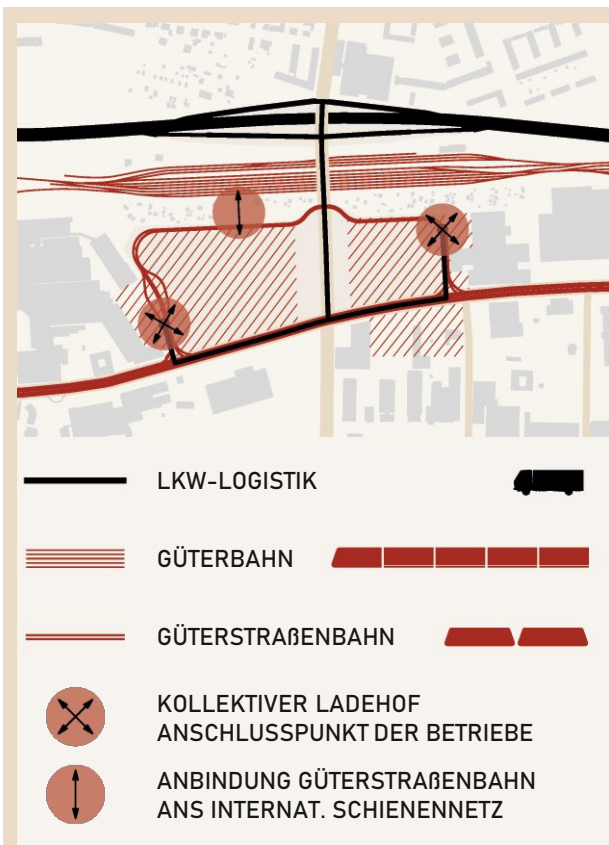 LKW-LOGISTIK
GÜTERBAHN
GÜTERSTRAßENBAHN
KOLLEKTIVER LADEHOF
ANSCHLUSSPUNKT DER BETRIEBE
ANBINDUNG GÜTERSTRAßENBAHN
ANS INTERNAT. SCHIENENNETZ